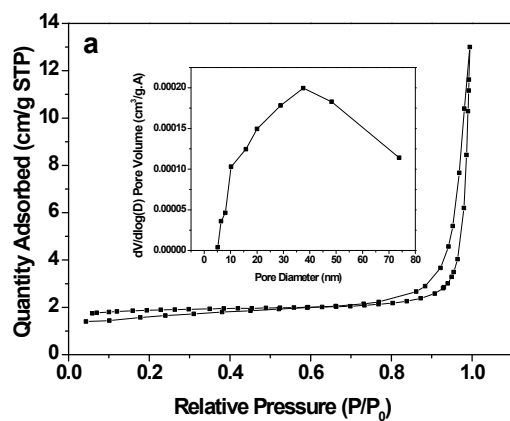 a
14
12
10
8
6
4
2
0
0.0 0.2 0.4 0.6 0.8 1.0
Quantity Adsorbed (cm/g STP)
Relative Pressure (P/P0)
0.00020
0.00015
0.00010
0.00005
0.00000
0 10 20 30 40 50 60 70 80
dV/dlog(D) Pore Volume (cm³/g.A)
Pore Diameter (nm)